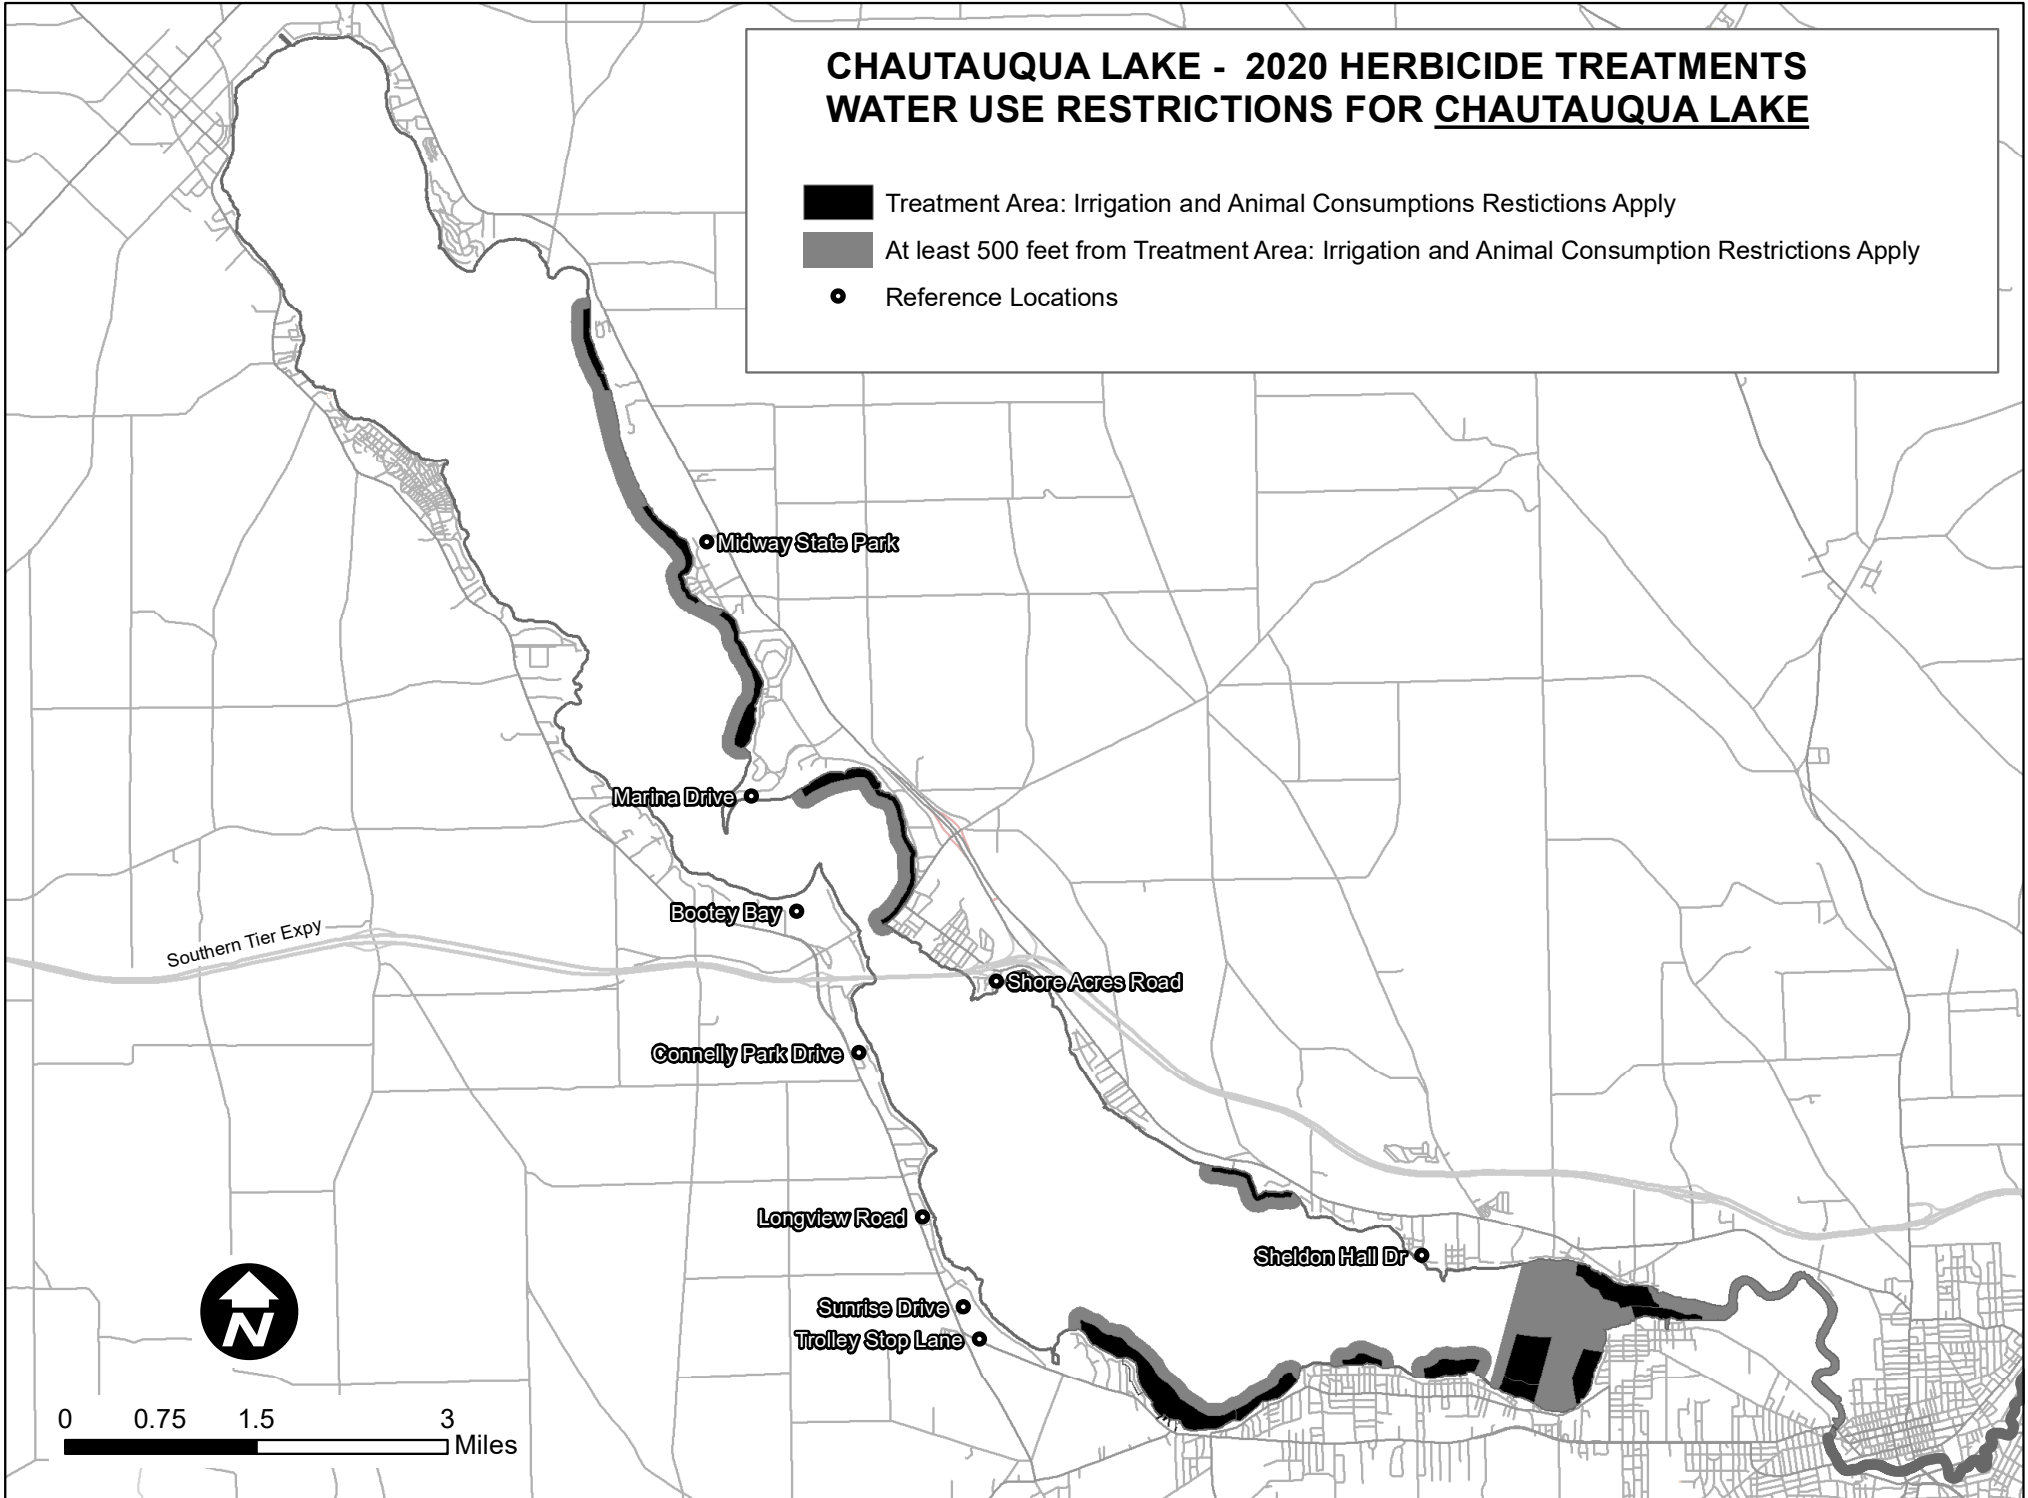 CHAUTAUQUA LAKE - 2020 HERBICIDE TREATMENTS
WATER USE RESTRICTIONS FOR CHAUTAUQUA LAKE
Treatment Area: Irrigation and Animal Consumptions Restictions Apply
At least 500 feet from Treatment Area: Irrigation and Animal Consumption Restrictions Apply
Reference Locations
Midway State Park
Marina Drive
Bootey Bay
Southern Tier Expy
Shore Acres Road
Connelly Park Drive
Longview Road
Sheldon Hall Dr
Sunrise Drive
Trolley Stop Lane
N
0 0.75 1.5 3
Miles